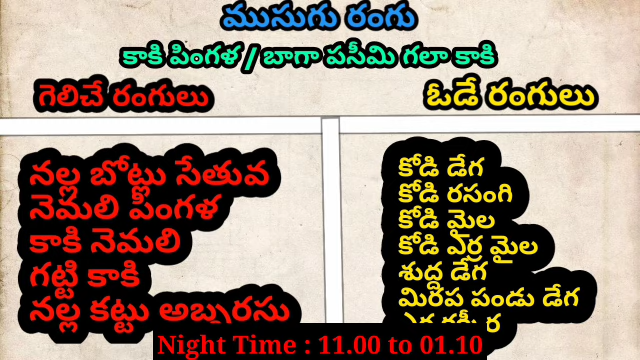 ముసుగు రంగు
కాకి పింగళ / బాగా పసీమి గలా కాకి
గెలిచే రంగులు
ఓడే రంగులు
నల్ల బోట్లు సేతువ
నెమలి పింగళ
కాకి నెమలి
గట్టి కాకి
నల్ల కట్టు అబ్బరసు
కోడి డేగ
కోడి రసంగి
కోడి మైల
కోడి ఎర్ర మైల
శుద్ధ డేగ
మిరప పండు డేగ
Night Time : 11.00 to 01.10